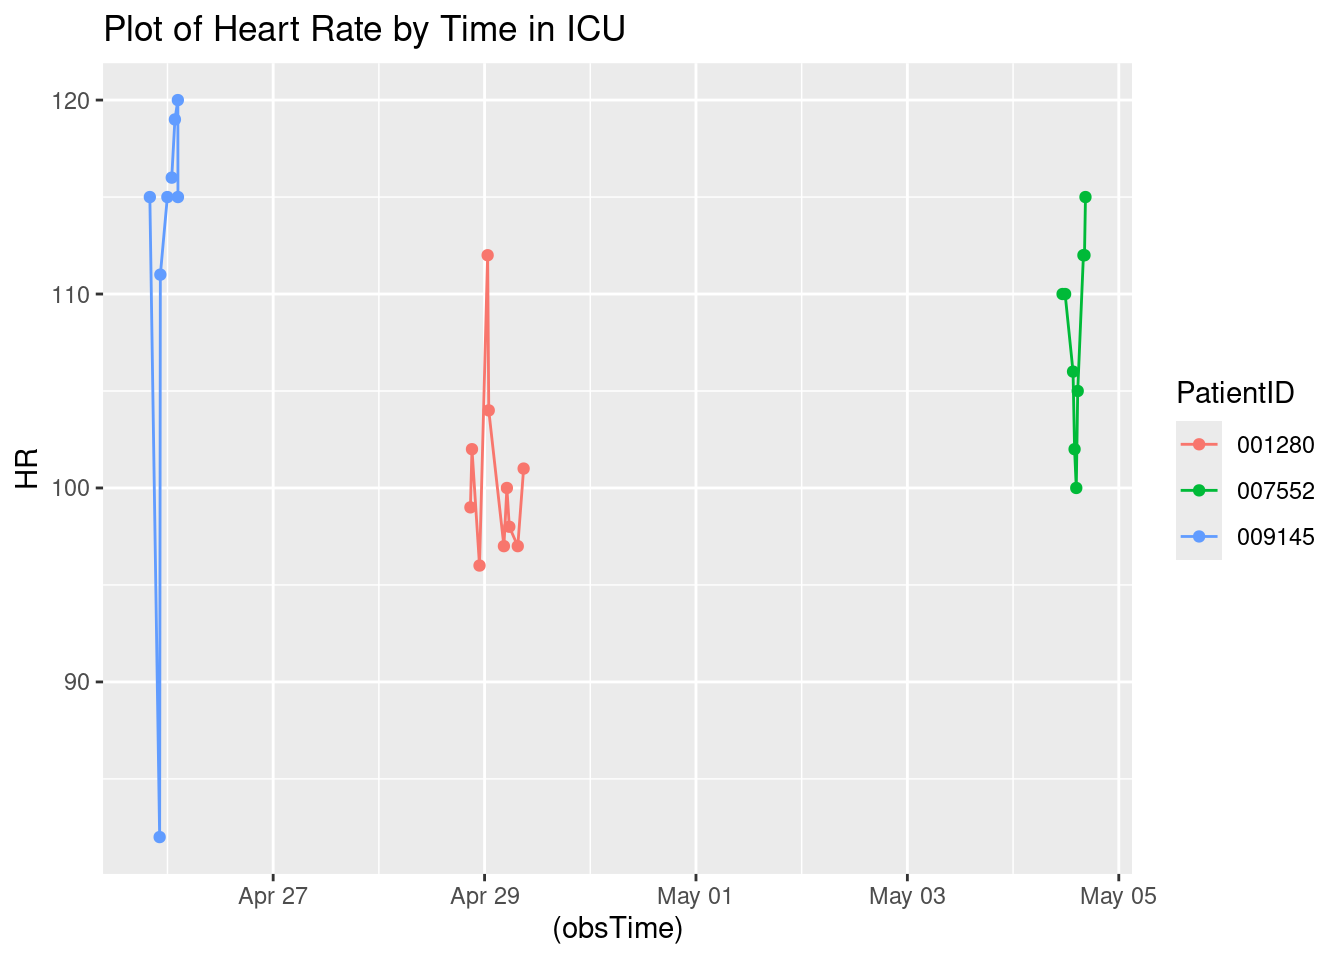 Plot of Heart Rate by Time in ICU
120
110
100
90
HR
Apr 27
Apr 29
May 01
May 03
May 05
(obsTime)
PatientID
001280
007552
009145